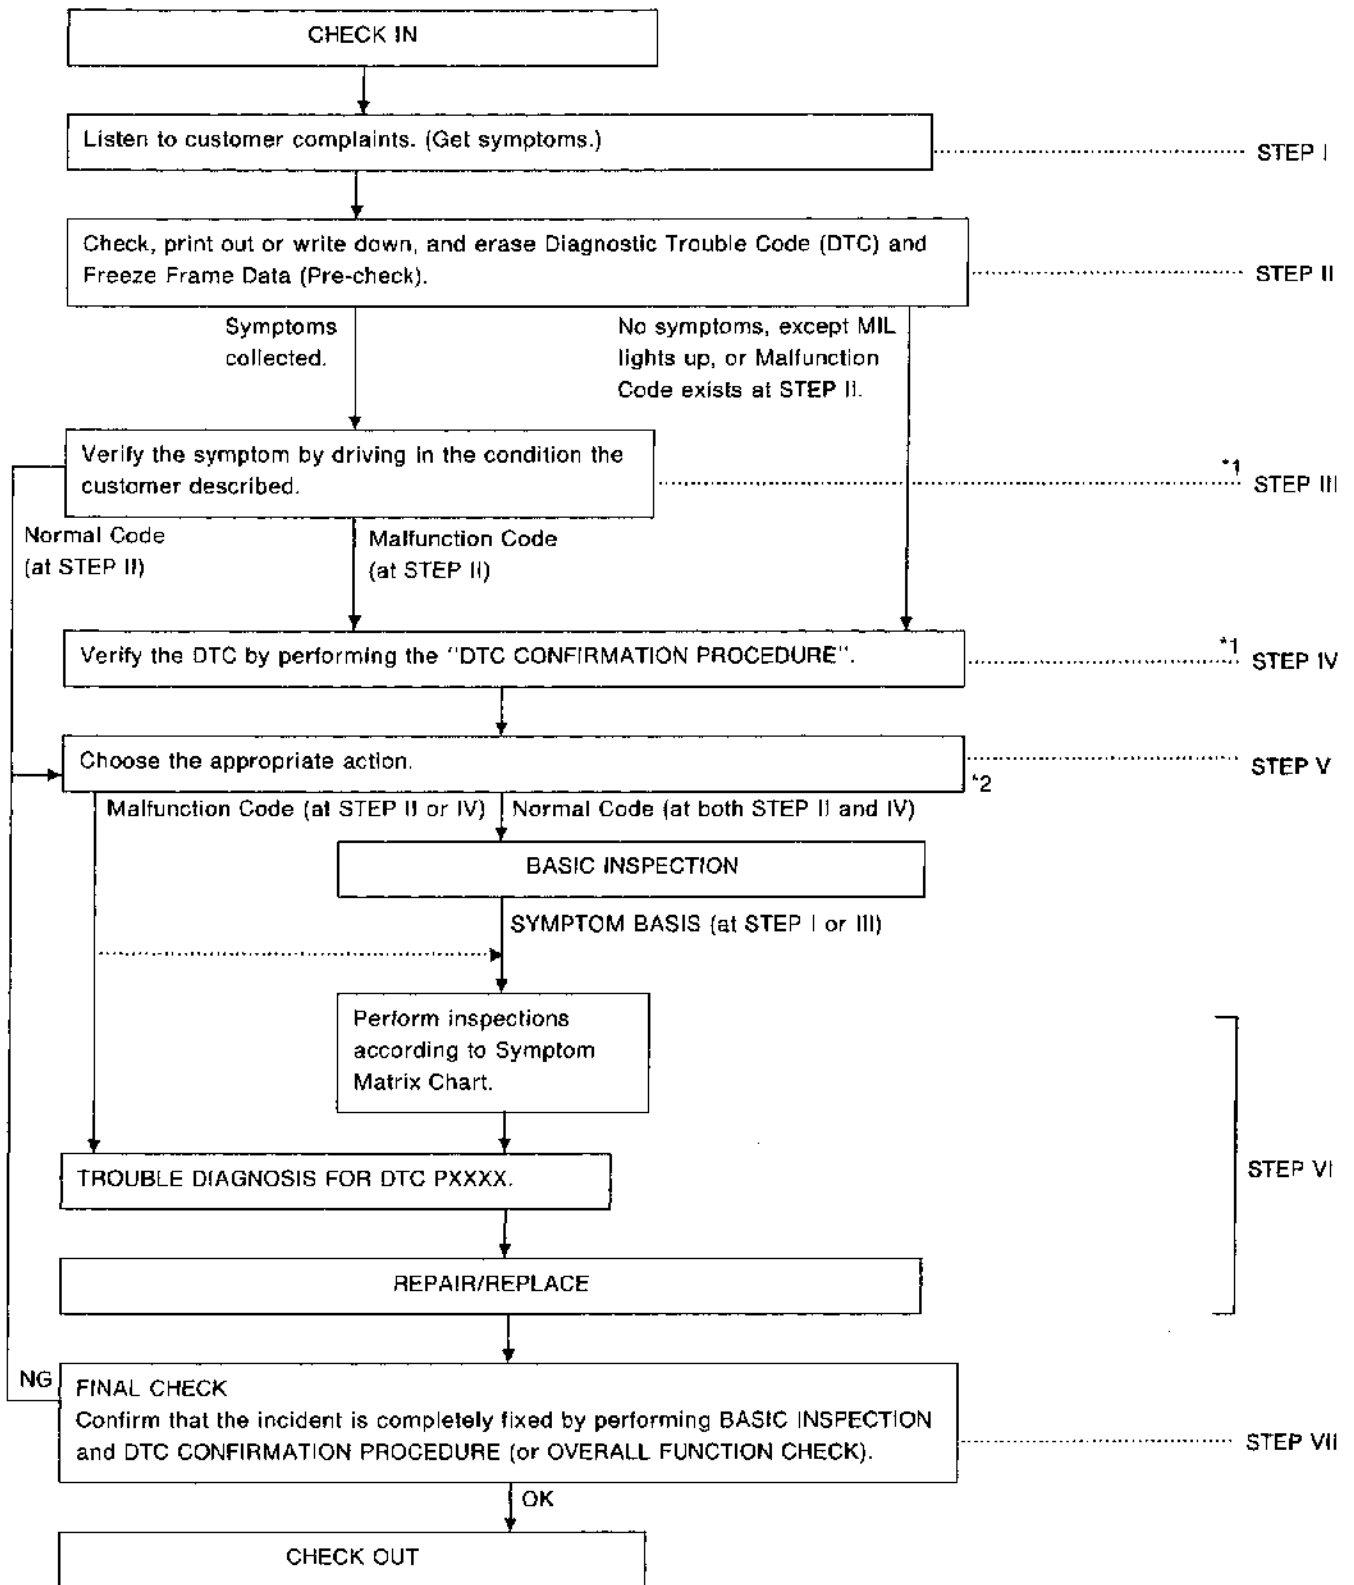 CHECK IN
Listen to customer complaints. (Get symptoms.)
STEP I
Check, print out or write down, and erase Diagnostic Trouble Code (DTC) and
Freeze Frame Data (Pre-check).
STEP II
Symptoms
collected.
No symptoms, except MIL
lights up, or Malfunction
Code exists at STEP II.
Verify the symptom by driving in the condition the
customer described.
*1
STEP III
Normal Code
(at STEP II)
Malfunction Code
(at STEP II)
Verify the DTC by performing the "DTC CONFIRMATION PROCEDURE".
*1
STEP IV
Choose the appropriate action.
STEP V
*2
Malfunction Code (at STEP II or IV)
Normal Code (at both STEP II and IV)
BASIC INSPECTION
SYMPTOM BASIS (at STEP I or III)
Perform inspections
according to Symptom
Matrix Chart.
TROUBLE DIAGNOSIS FOR DTC PXXXX.
STEP VI
REPAIR/REPLACE
NG
FINAL CHECK
Confirm that the incident is completely fixed by performing BASIC INSPECTION
and DTC CONFIRMATION PROCEDURE (or OVERALL FUNCTION CHECK).
STEP VII
OK
CHECK OUT